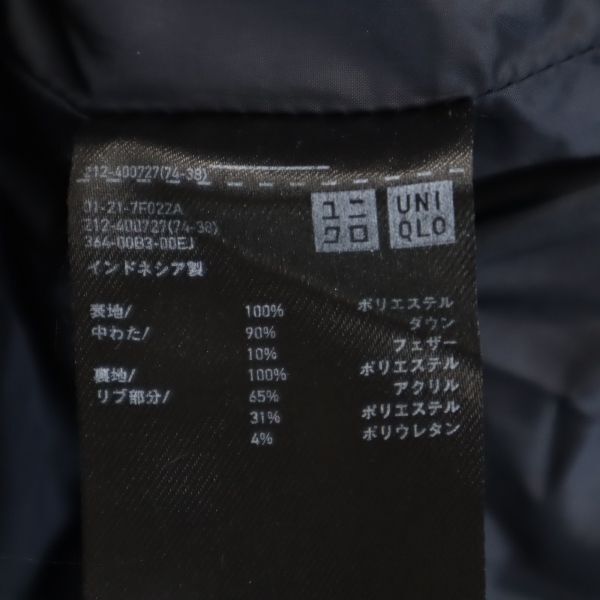 212-400727(74-38)
01-21-7F022A
212-400727(74-38)
364-00B3-00EJ
ユニクロ
UNIQLO
インドネシア製
表地/ 100% ポリエステル
中わた/ 90% ダウン
10% フェザー
裏地/ 100% ポリエステル
リブ部分/ 65% アクリル
31% ポリエステル
4% ポリウレタン